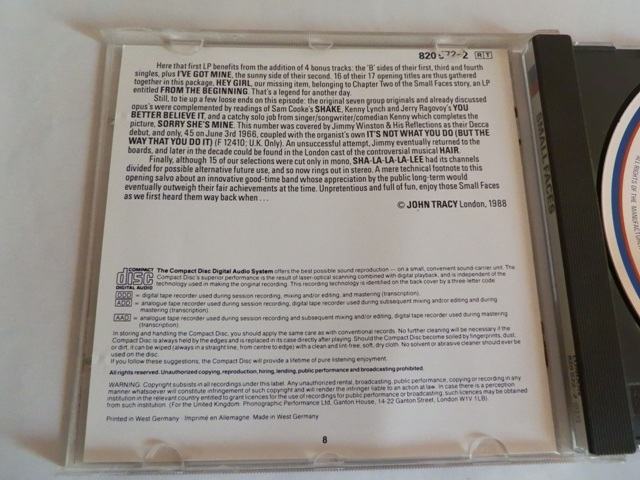 820 572-2 RT
Here that first LP benefits from the addition of 4 bonus tracks: the 'B' sides of their first, third and fourth
singles, plus I'VE GOT MINE, the sunny side of their second. 16 of their 17 opening titles are thus gathered
together in this package, HEY GIRL, our missing item, belonging to Chapter Two of the Small Faces story, an LP
entitled FROM THE BEGINNING. That's a legend for another day.
Still, to tie up a few loose ends on this episode: the original seven group originals and already discussed
opus's were complemented by readings of Sam Cooke's SHAKE, Kenny Lynch and Jerry Ragovoy's YOU
BETTER BELIEVE IT, and a catchy solo job from singer/songwriter/comedian Kenny which completes the
picture, SORRY SHE'S MINE. This number was covered by Jimmy Winston & His Reflections as their Decca
debut, and only, 45 on June 3rd 1966, coupled with the organist's own IT'S NOT WHAT YOU DO (BUT THE
WAY THAT YOU DO IT) (F 12410; U.K. Only). An unsuccessful attempt, Jimmy eventually returned to the
boards, and later in the decade could be found in the London cast of the controversial musical HAIR.
Finally, although 15 of our selections were cut only in mono, SHA-LA-LA-LA-LEE had its channels
divided for possible alternative future use, and so now rings out in stereo. A mere technical footnote to this
opening salvo about an innovative good-time band whose appreciation by the public long-term would
eventually outweigh their fair achievements at the time. Unpretentious and full of fun, enjoy those Small Faces
as we first heard them way back when . . .
© JOHN TRACY London, 1988
COMPACT disc DIGITAL AUDIO
The Compact Disc Digital Audio System offers the best possible sound reproduction — on a small, convenient sound-carrier unit. The
Compact Disc's superior performance is the result of laser-optical scanning combined with digital playback, and is independent of the
technology used in making the original recording. This recording technology is identified on the back cover by a three-letter code
DDD = digital tape recorder used during session recording, mixing and/or editing, and mastering (transcription).
ADD = analogue tape recorder used during session recording, digital tape recorder used during subsequent mixing and/or editing and during
mastering (transcription).
AAD = analogue tape recorder used during session recording and subsequent mixing and/or editing, digital tape recorder used during mastering
(transcription).
In storing and handling the Compact Disc, you should apply the same care as with conventional records. No further cleaning will be necessary if the
Compact Disc is always held by the edges and is replaced in its case directly after playing. Should the Compact Disc become soiled by fingerprints, dust
or dirt, it can be wiped (always in a straight line, from centre to edge) with a clean and lint-free, soft, dry cloth. No solvent or abrasive cleaner should ever be
used on the disc.
If you follow these suggestions, the Compact Disc will provide a lifetime of pure listening enjoyment.
All rights reserved. Unauthorized copying, reproduction, hiring, lending, public performance and broadcasting prohibited.
WARNING: Copyright subsists in all recordings under this label. Any unauthorized rental, broadcasting, public performance, copying or recording in any
manner whatsoever will constitute infringement of such copyright and will render the infringer liable to an action at law. In case there is a perception
institution in the relevant country entitled to grant licences for the use of recordings for public performance or broadcasting, such licences may be obtained
from such institution. (For the United Kingdom: Phonographic Performance Ltd, Ganton House, 14-22 Ganton Street, London W1V 1LB).
Printed in West Germany · Imprimé en Allemagne. Made in West Germany
8
SMALL FACES
ALL RIGHTS OF THE MANUFACTURER